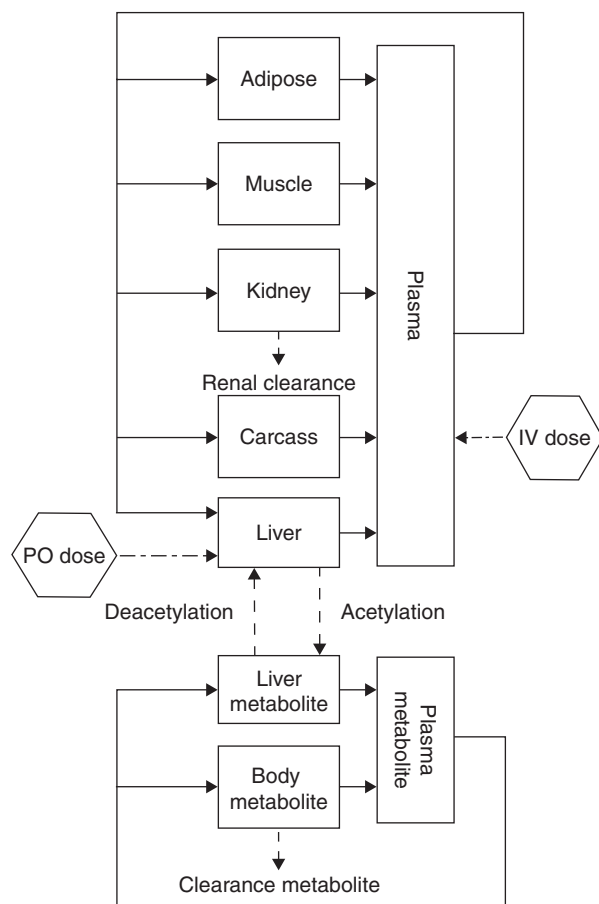 Adipose
Muscle
Kidney
Plasma
Renal clearance
Carcass
IV dose
Liver
PO dose
Deacetylation
Acetylation
Liver
metabolite
Plasma
metabolite
Body
metabolite
Clearance metabolite